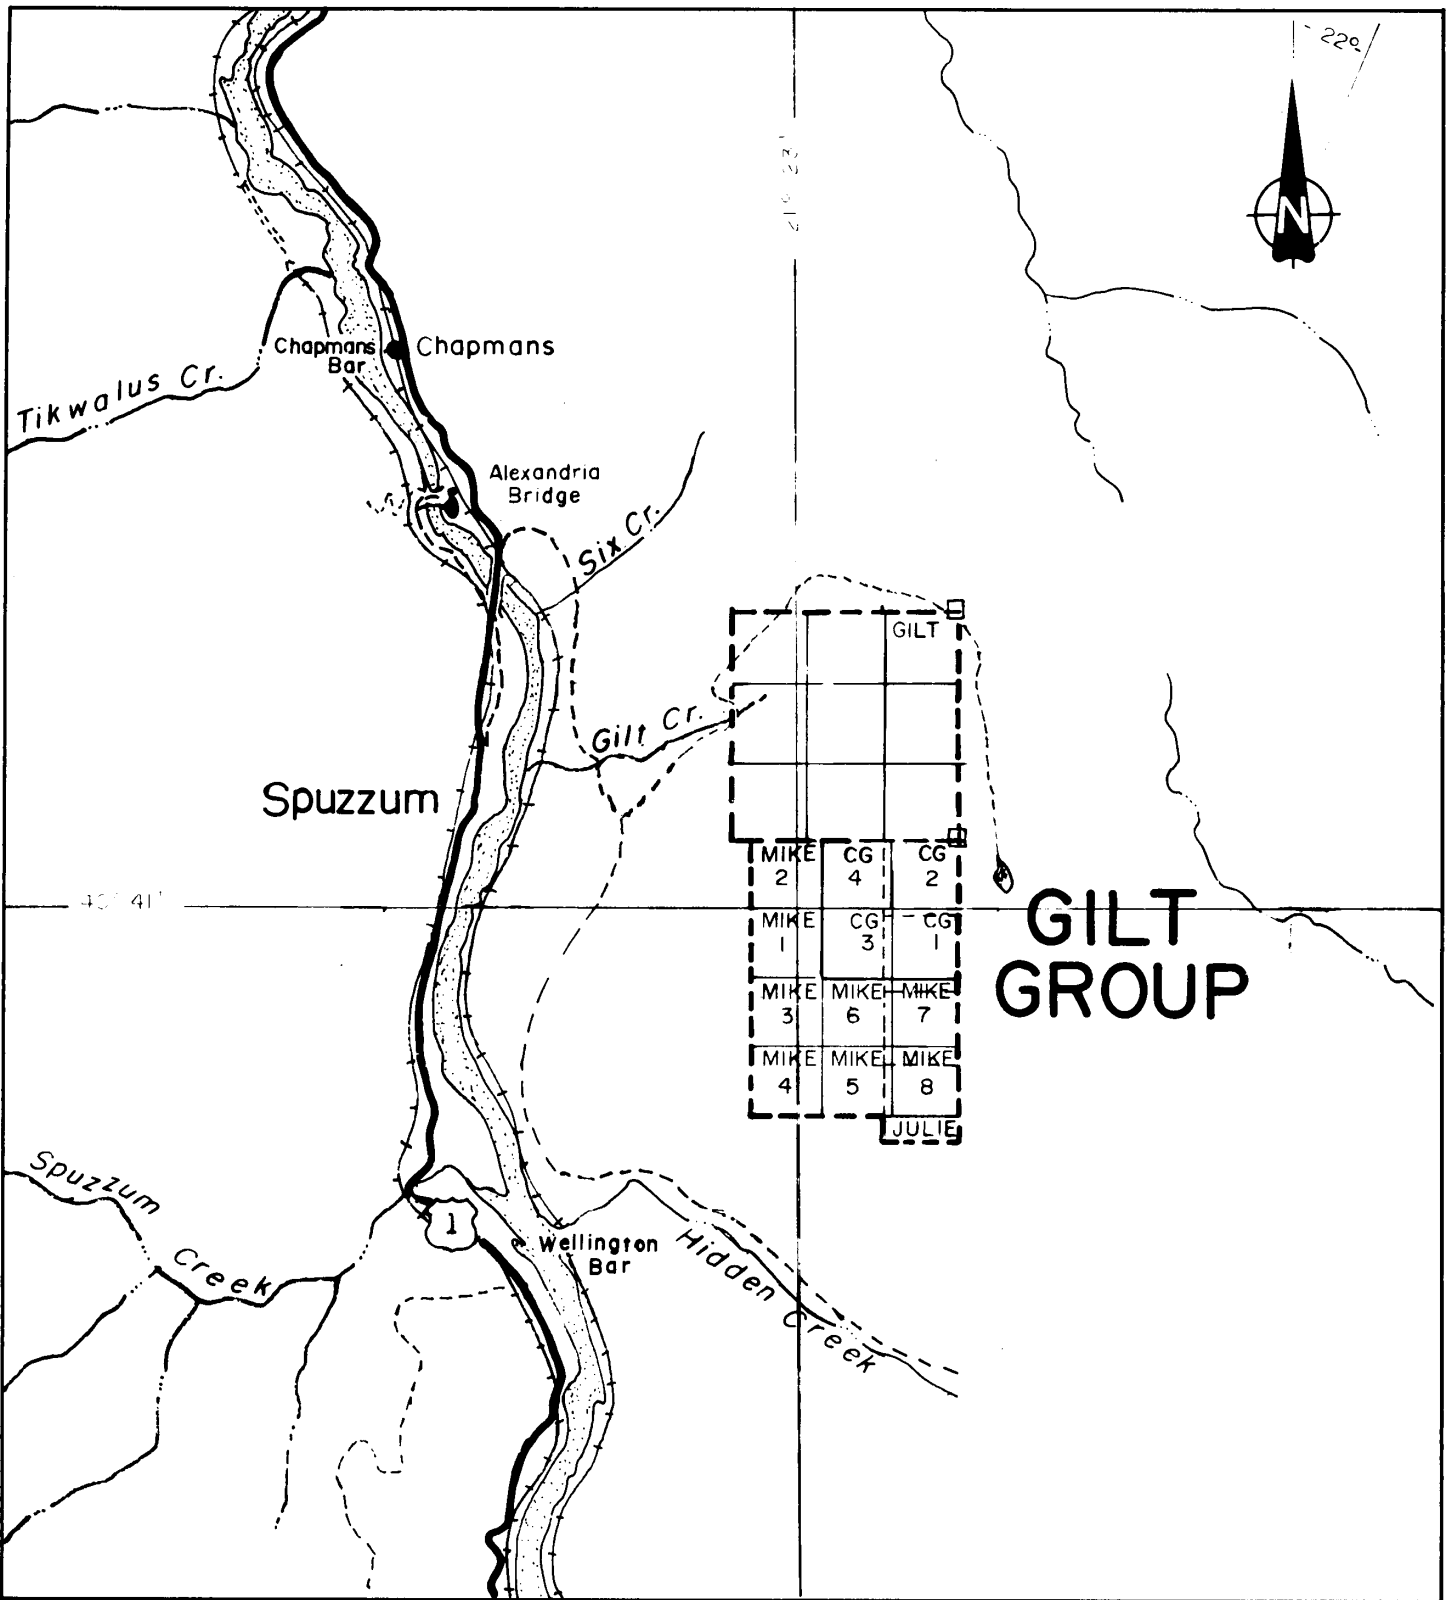 22°
N
Chapmans
Bar
Chapmans
Tikwalus Cr.
Alexandria
Bridge
Six Cr.
GILT
Gilt Cr.
Spuzzum
MIKE
2
CG
4
CG
2
41'
MIKE
1
CG
3
CG
1
GILT
GROUP
MIKE
3
MIKE
6
MIKE
7
MIKE
4
MIKE
5
MIKE
8
JULIE
Spuzzum
Creek
1
Wellington
Bar
Hidden
Creek